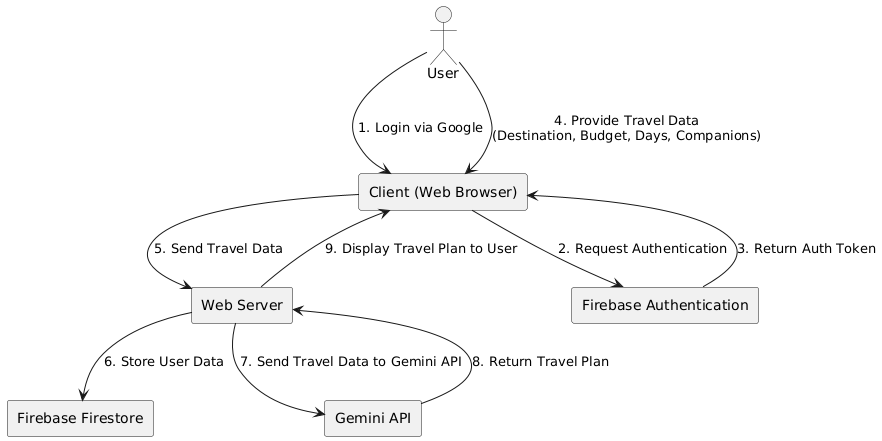 User
1. Login via Google
4. Provide Travel Data
(Destination, Budget, Days, Companions)
Client (Web Browser)
5. Send Travel Data
9. Display Travel Plan to User
2. Request Authentication
3. Return Auth Token
Web Server
Firebase Authentication
6. Store User Data
7. Send Travel Data to Gemini API
8. Return Travel Plan
Firebase Firestore
Gemini API